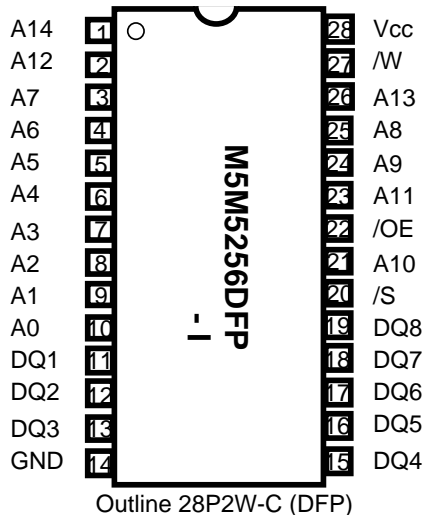 A14 1 28 Vcc
A12 2 27 /W
A7 3 26 A13
A6 4 25 A8
A5 5 24 A9
A4 6 23 A11
A3 7 22 /OE
A2 8 21 A10
A1 9 20 /S
A0 10 19 DQ8
DQ1 11 18 DQ7
DQ2 12 17 DQ6
DQ3 13 16 DQ5
GND 14 15 DQ4
M5M5256DFP
-I
Outline 28P2W-C (DFP)